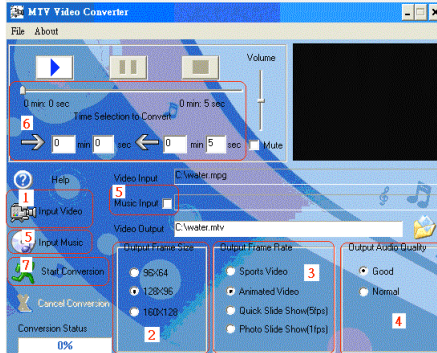 MTV Video Converter
File About
Volume
0 min: 0 sec 0 min: 5 sec
Time Selection to Convert
6
0 min 0 sec 0 min 5 sec Mute
Help
Video Input C:\water.mpg
1
Input Video
5
Music Input
Video Output C:\water.mtv
5
Input Music
7
Start Conversion
Cancel Conversion
Conversion Status
0%
Output Frame Size
96X64
128X96
160X128
2
Output Frame Rate
Sports Video
3
Animated Video
Quick Slide Show(5fps)
Photo Slide Show(1fps)
Output Audio Quality
Good
Normal
4